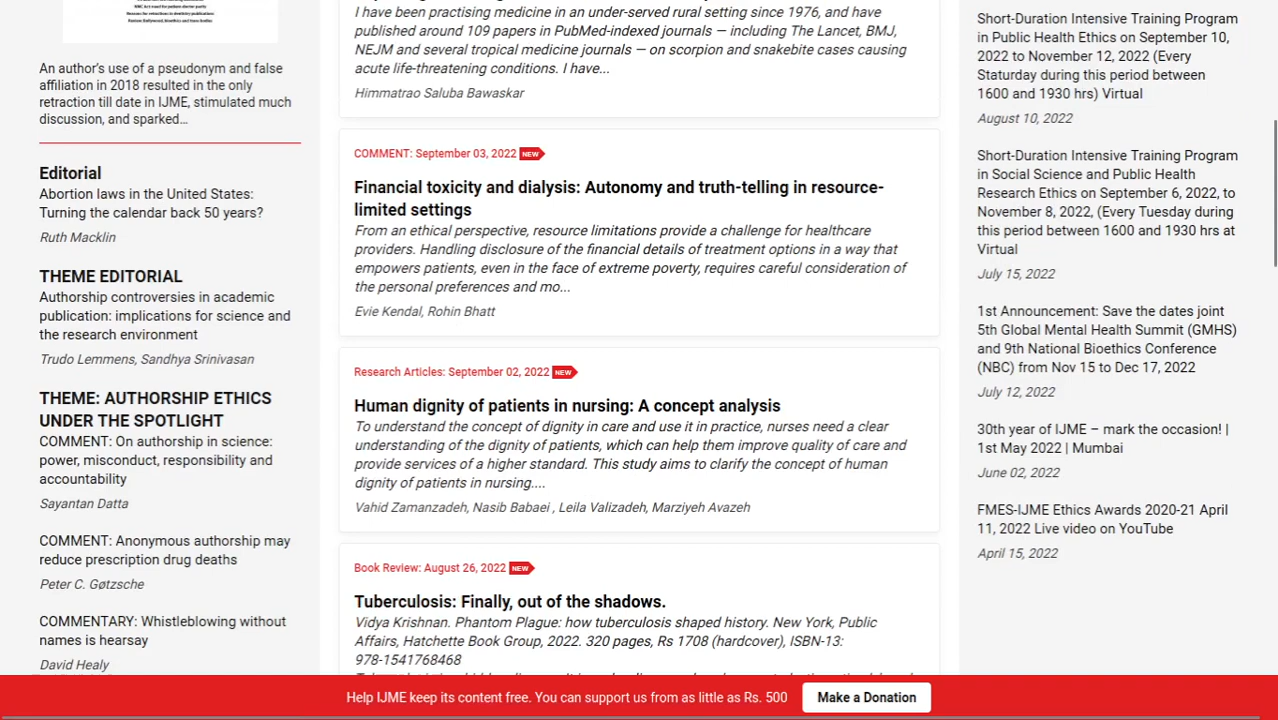 An author's use of a pseudonym and false
affiliation in 2018 resulted in the only
retraction till date in IJME, stimulated much
discussion, and sparked...
Editorial
Abortion laws in the United States:
Turning the calendar back 50 years?
Ruth Macklin
THEME EDITORIAL
Authorship controversies in academic
publication: implications for science and
the research environment
Trudo Lemmens, Sandhya Srinivasan
THEME: AUTHORSHIP ETHICS
UNDER THE SPOTLIGHT
COMMENT: On authorship in science:
power, misconduct, responsibility and
accountability
Sayantan Datta
COMMENT: Anonymous authorship may
reduce prescription drug deaths
Peter C. Gøtzsche
COMMENTARY: Whistleblowing without
names is hearsay
David Healy
I have been practising medicine in an under-served rural setting since 1976, and have
published around 109 papers in PubMed-indexed journals — including The Lancet, BMJ,
NEJM and several tropical medicine journals — on scorpion and snakebite cases causing
acute life-threatening conditions. I have...
Himmatrao Saluba Bawaskar
COMMENT: September 03, 2022 NEW
Financial toxicity and dialysis: Autonomy and truth-telling in resource-
limited settings
From an ethical perspective, resource limitations provide a challenge for healthcare
providers. Handling disclosure of the financial details of treatment options in a way that
empowers patients, even in the face of extreme poverty, requires careful consideration of
the personal preferences and mo...
Evie Kendal, Rohin Bhatt
Research Articles: September 02, 2022 NEW
Human dignity of patients in nursing: A concept analysis
To understand the concept of dignity in care and use it in practice, nurses need a clear
understanding of the dignity of patients, which can help them improve quality of care and
provide services of a higher standard. This study aims to clarify the concept of human
dignity of patients in nursing....
Vahid Zamanzadeh, Nasib Babaei , Leila Valizadeh, Marziyeh Avazeh
Book Review: August 26, 2022 NEW
Tuberculosis: Finally, out of the shadows.
Vidya Krishnan. Phantom Plague: how tuberculosis shaped history. New York, Public
Affairs, Hatchette Book Group, 2022. 320 pages, Rs 1708 (hardcover), ISBN-13:
978-1541768468
Short-Duration Intensive Training Program
in Public Health Ethics on September 10,
2022 to November 12, 2022 (Every
Staturday during this period between
1600 and 1930 hrs) Virtual
August 10, 2022
Short-Duration Intensive Training Program
in Social Science and Public Health
Research Ethics on September 6, 2022, to
November 8, 2022, (Every Tuesday during
this period between 1600 and 1930 hrs at
Virtual
July 15, 2022
1st Announcement: Save the dates joint
5th Global Mental Health Summit (GMHS)
and 9th National Bioethics Conference
(NBC) from Nov 15 to Dec 17, 2022
July 12, 2022
30th year of IJME – mark the occasion! |
1st May 2022 | Mumbai
June 02, 2022
FMES-IJME Ethics Awards 2020-21 April
11, 2022 Live video on YouTube
April 15, 2022
Help IJME keep its content free. You can support us from as little as Rs. 500
Make a Donation